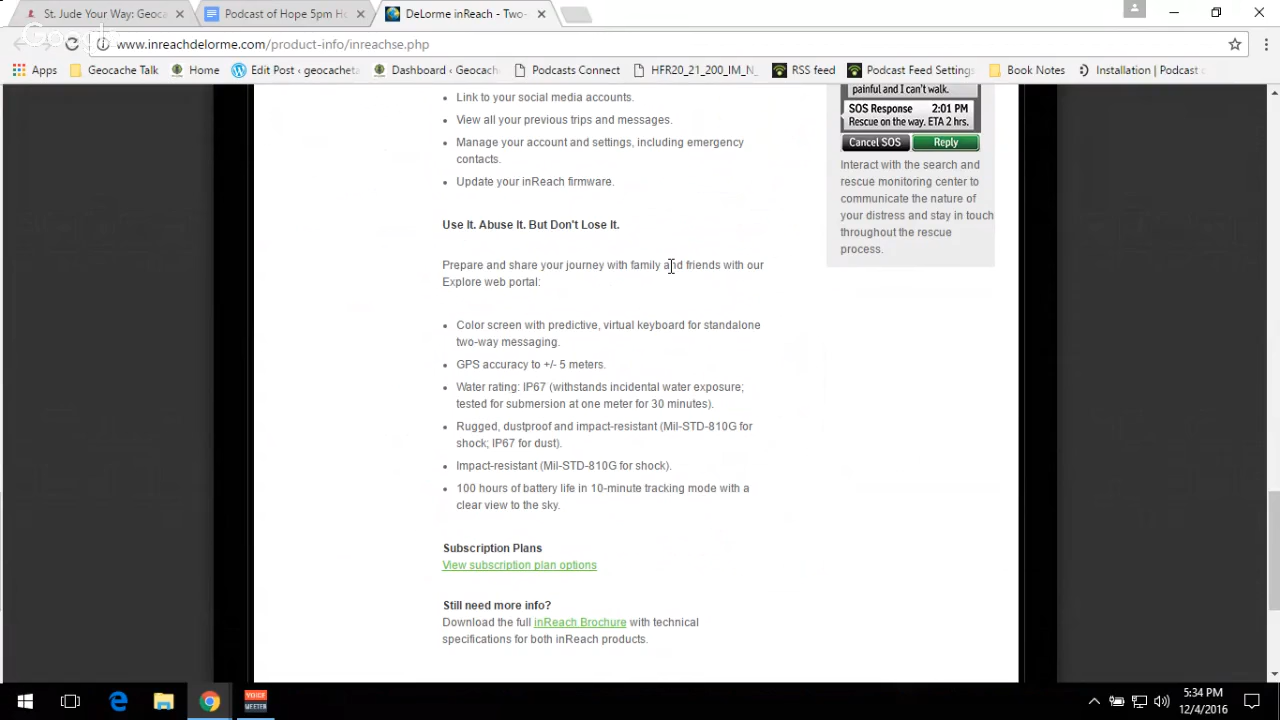 St. Jude Your Way: Geoca
Podcast of Hope 5pm H
DeLorme inReach - Two-
Google
www.inreachdelorme.com/product-info/inreachse.php
Apps
Geocache Talk
Home
Edit Post ‹ geocacheta
Dashboard ‹ Geocach
Podcasts Connect
HFR20_21_200_IM_N_
RSS feed
Podcast Feed Settings
Book Notes
Installation | Podcast
painful and I can't walk.
SOS Response 2:01 PM
Rescue on the way. ETA 2 hrs.
Cancel SOS Reply
Interact with the search and
rescue monitoring center to
communicate the nature of
your distress and stay in touch
throughout the rescue
process.
• Link to your social media accounts.
• View all your previous trips and messages.
• Manage your account and settings, including emergency
contacts.
• Update your inReach firmware.
Use It. Abuse It. But Don't Lose It.
Prepare and share your journey with family and friends with our
Explore web portal:
• Color screen with predictive, virtual keyboard for standalone
two-way messaging.
• GPS accuracy to +/- 5 meters.
• Water rating: IP67 (withstands incidental water exposure;
tested for submersion at one meter for 30 minutes).
• Rugged, dustproof and impact-resistant (Mil-STD-810G for
shock; IP67 for dust).
• Impact-resistant (Mil-STD-810G for shock).
• 100 hours of battery life in 10-minute tracking mode with a
clear view to the sky.
Subscription Plans
View subscription plan options
Still need more info?
Download the full inReach Brochure with technical
specifications for both inReach products.
VOICE
MEETER
5:34 PM
12/4/2016